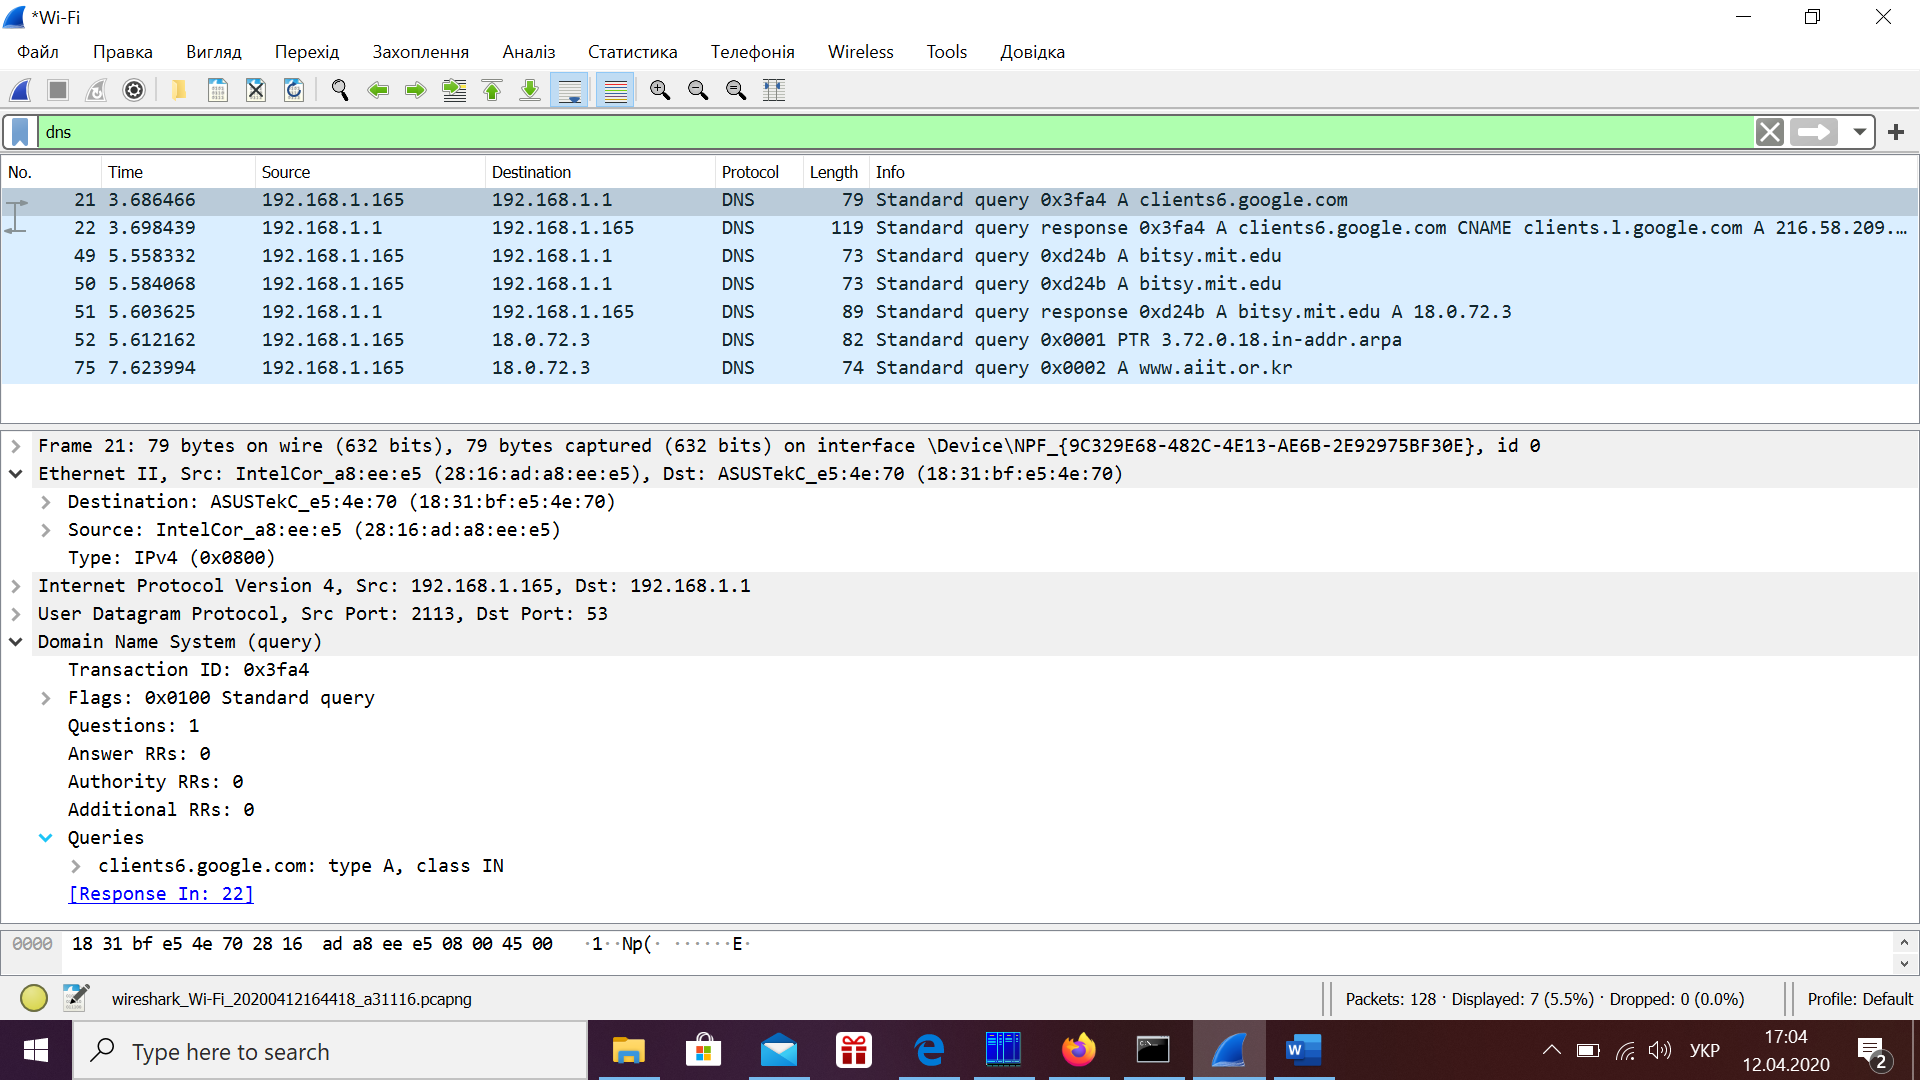 *Wi-Fi
Файл Правка Вигляд Перехід Захоплення Аналіз Статистика Телефонія Wireless Tools Довідка
dns
No. Time Source Destination Protocol Length Info
21 3.686466 192.168.1.165 192.168.1.1 DNS 79 Standard query 0x3fa4 A clients6.google.com
22 3.698439 192.168.1.1 192.168.1.165 DNS 119 Standard query response 0x3fa4 A clients6.google.com CNAME clients.l.google.com A 216.58.209.…
49 5.558332 192.168.1.165 192.168.1.1 DNS 73 Standard query 0xd24b A bitsy.mit.edu
50 5.584068 192.168.1.165 192.168.1.1 DNS 73 Standard query 0xd24b A bitsy.mit.edu
51 5.603625 192.168.1.1 192.168.1.165 DNS 89 Standard query response 0xd24b A bitsy.mit.edu A 18.0.72.3
52 5.612162 192.168.1.165 18.0.72.3 DNS 82 Standard query 0x0001 PTR 3.72.0.18.in-addr.arpa
75 7.623994 192.168.1.165 18.0.72.3 DNS 74 Standard query 0x0002 A www.aiit.or.kr
Frame 21: 79 bytes on wire (632 bits), 79 bytes captured (632 bits) on interface \Device\NPF_{9C329E68-482C-4E13-AE6B-2E92975BF30E}, id 0
Ethernet II, Src: IntelCor_a8:ee:e5 (28:16:ad:a8:ee:e5), Dst: ASUSTekC_e5:4e:70 (18:31:bf:e5:4e:70)
Destination: ASUSTekC_e5:4e:70 (18:31:bf:e5:4e:70)
Source: IntelCor_a8:ee:e5 (28:16:ad:a8:ee:e5)
Type: IPv4 (0x0800)
Internet Protocol Version 4, Src: 192.168.1.165, Dst: 192.168.1.1
User Datagram Protocol, Src Port: 2113, Dst Port: 53
Domain Name System (query)
Transaction ID: 0x3fa4
Flags: 0x0100 Standard query
Questions: 1
Answer RRs: 0
Authority RRs: 0
Additional RRs: 0
Queries
clients6.google.com: type A, class IN
[Response In: 22]
0000 18 31 bf e5 4e 70 28 16 ad a8 ee e5 08 00 45 00 ·1··Np(· ······E·
wireshark_Wi-Fi_20200412164418_a31116.pcapng Packets: 128 · Displayed: 7 (5.5%) · Dropped: 0 (0.0%) Profile: Default
Type here to search УКР 17:04
12.04.2020 2